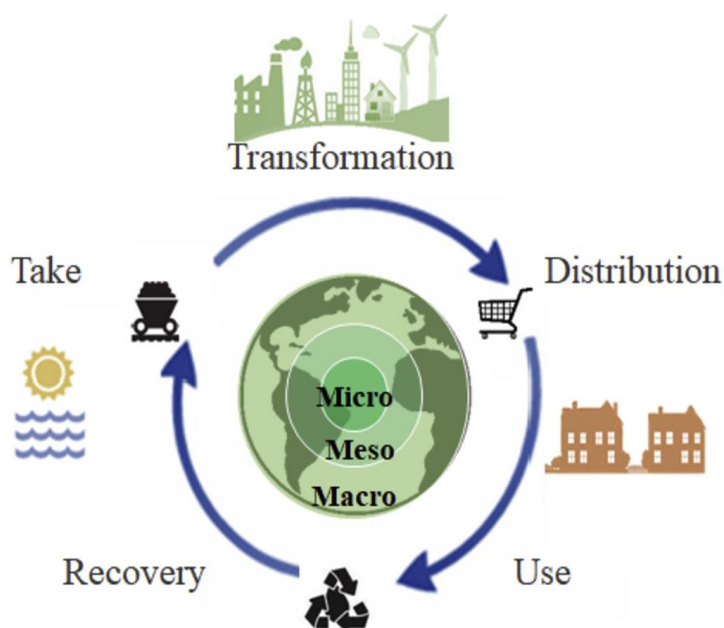 Transformation
Take
Distribution
Micro
Meso
Macro
Recovery
Use